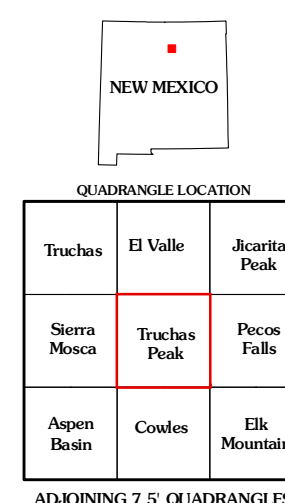 NEW MEXICO
QUADRANGLE LOCATION
Truchas El Valle Jicarita
Peak
Sierra Truchas Pecos
Mosca Peak Falls
Aspen Cowles Elk
Basin Mountain
ADJOINING 7.5' QUADRANGLES